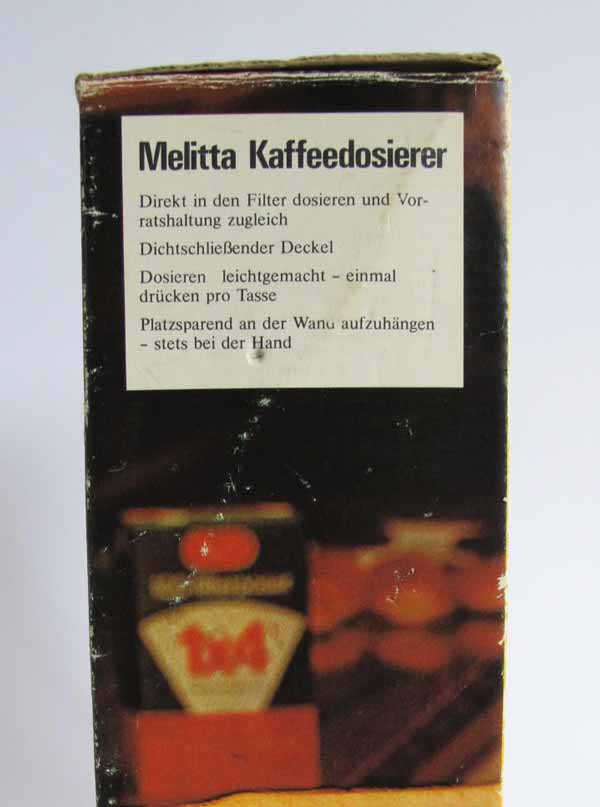 Melitta Kaffeedosierer
Direkt in den Filter dosieren und Vor-
ratshaltung zugleich
Dichtschließender Deckel
Dosieren leichtgemacht – einmal
drücken pro Tasse
Platzsparend an der Wand aufzuhängen
– stets bei der Hand
1x4